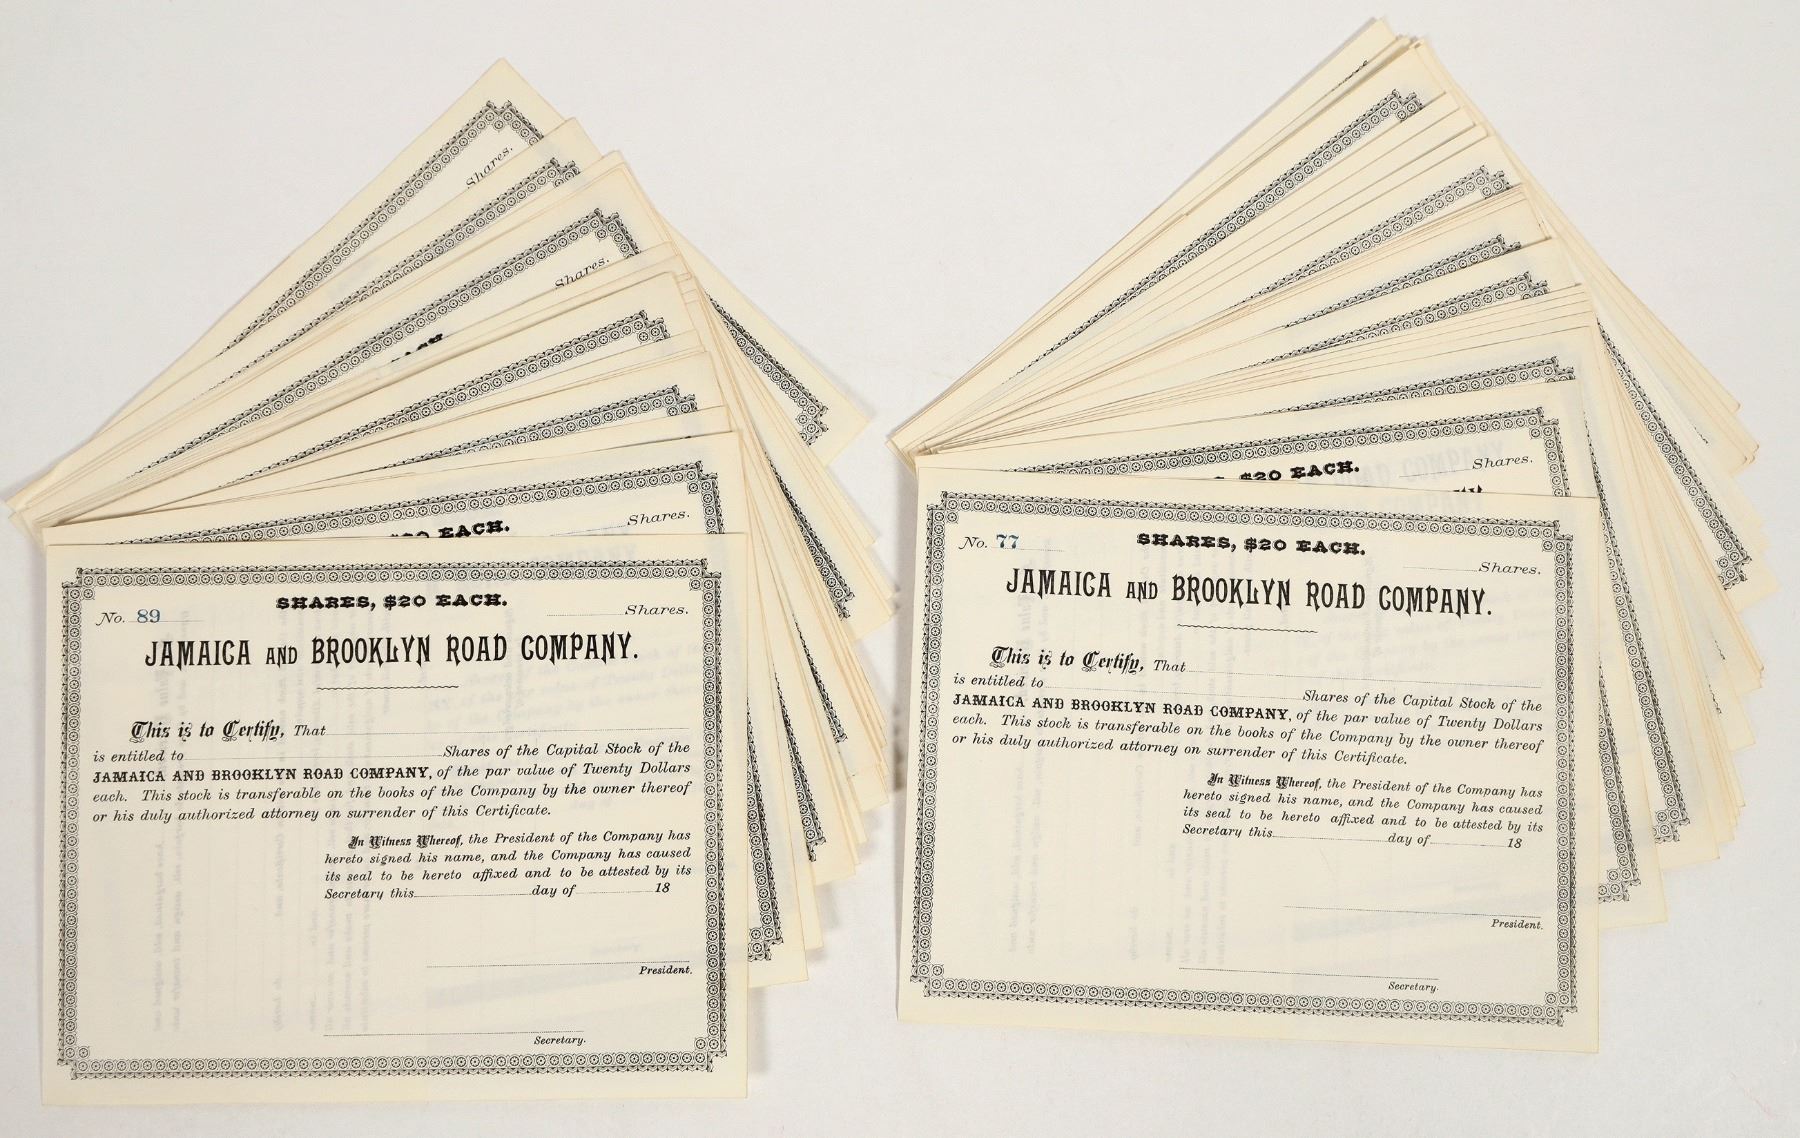 Shares.
Shares.
EACH
$20 EACH.
Shares.
No. 89
SHARES, $20 EACH.
Shares.
JAMAICA AND BROOKLYN ROAD COMPANY.
This is to Certify, That
is entitled to Shares of the Capital Stock of the
JAMAICA AND BROOKLYN ROAD COMPANY, of the par value of Twenty Dollars
each. This stock is transferable on the books of the Company by the owner thereof
or his duly authorized attorney on surrender of this Certificate.
In Witness Whereof, the President of the Company has
hereto signed his name, and the Company has caused
its seal to be hereto affixed and to be attested by its
Secretary this day of 18
President.
Secretary.
$20 EACH.
Shares.
No. 77
SHARES, $20 EACH.
Shares.
JAMAICA AND BROOKLYN ROAD COMPANY.
This is to Certify, That
is entitled to Shares of the Capital Stock of the
JAMAICA AND BROOKLYN ROAD COMPANY, of the par value of Twenty Dollars
each. This stock is transferable on the books of the Company by the owner thereof
or his duly authorized attorney on surrender of this Certificate.
In Witness Whereof, the President of the Company has
hereto signed his name, and the Company has caused
its seal to be hereto affixed and to be attested by its
Secretary this day of 18
President.
Secretary.